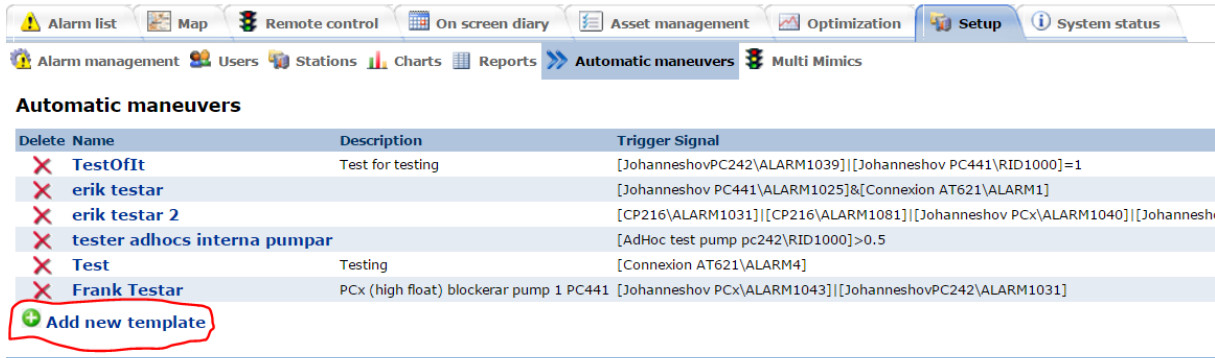 Alarm list Map Remote control On screen diary Asset management Optimization Setup System status
Alarm management Users Stations Charts Reports Automatic maneuvers Multi Mimics
Automatic maneuvers
Delete Name Description Trigger Signal
TestOfIt Test for testing [JohanneshovPC242\ALARM1039]|[Johanneshov PC441\RID1000]=1
erik testar [Johanneshov PC441\ALARM1025]&[Connexion AT621\ALARM1]
erik testar 2 [CP216\ALARM1031]|[CP216\ALARM1081]|[Johanneshov PCx\ALARM1040]|[Johannesho
tester adhocs interna pumpar [AdHoc test pump pc242\RID1000]>0.5
Test Testing [Connexion AT621\ALARM4]
Frank Testar PCx (high float) blockerar pump 1 PC441 [Johanneshov PCx\ALARM1043]|[JohanneshovPC242\ALARM1031]
Add new template